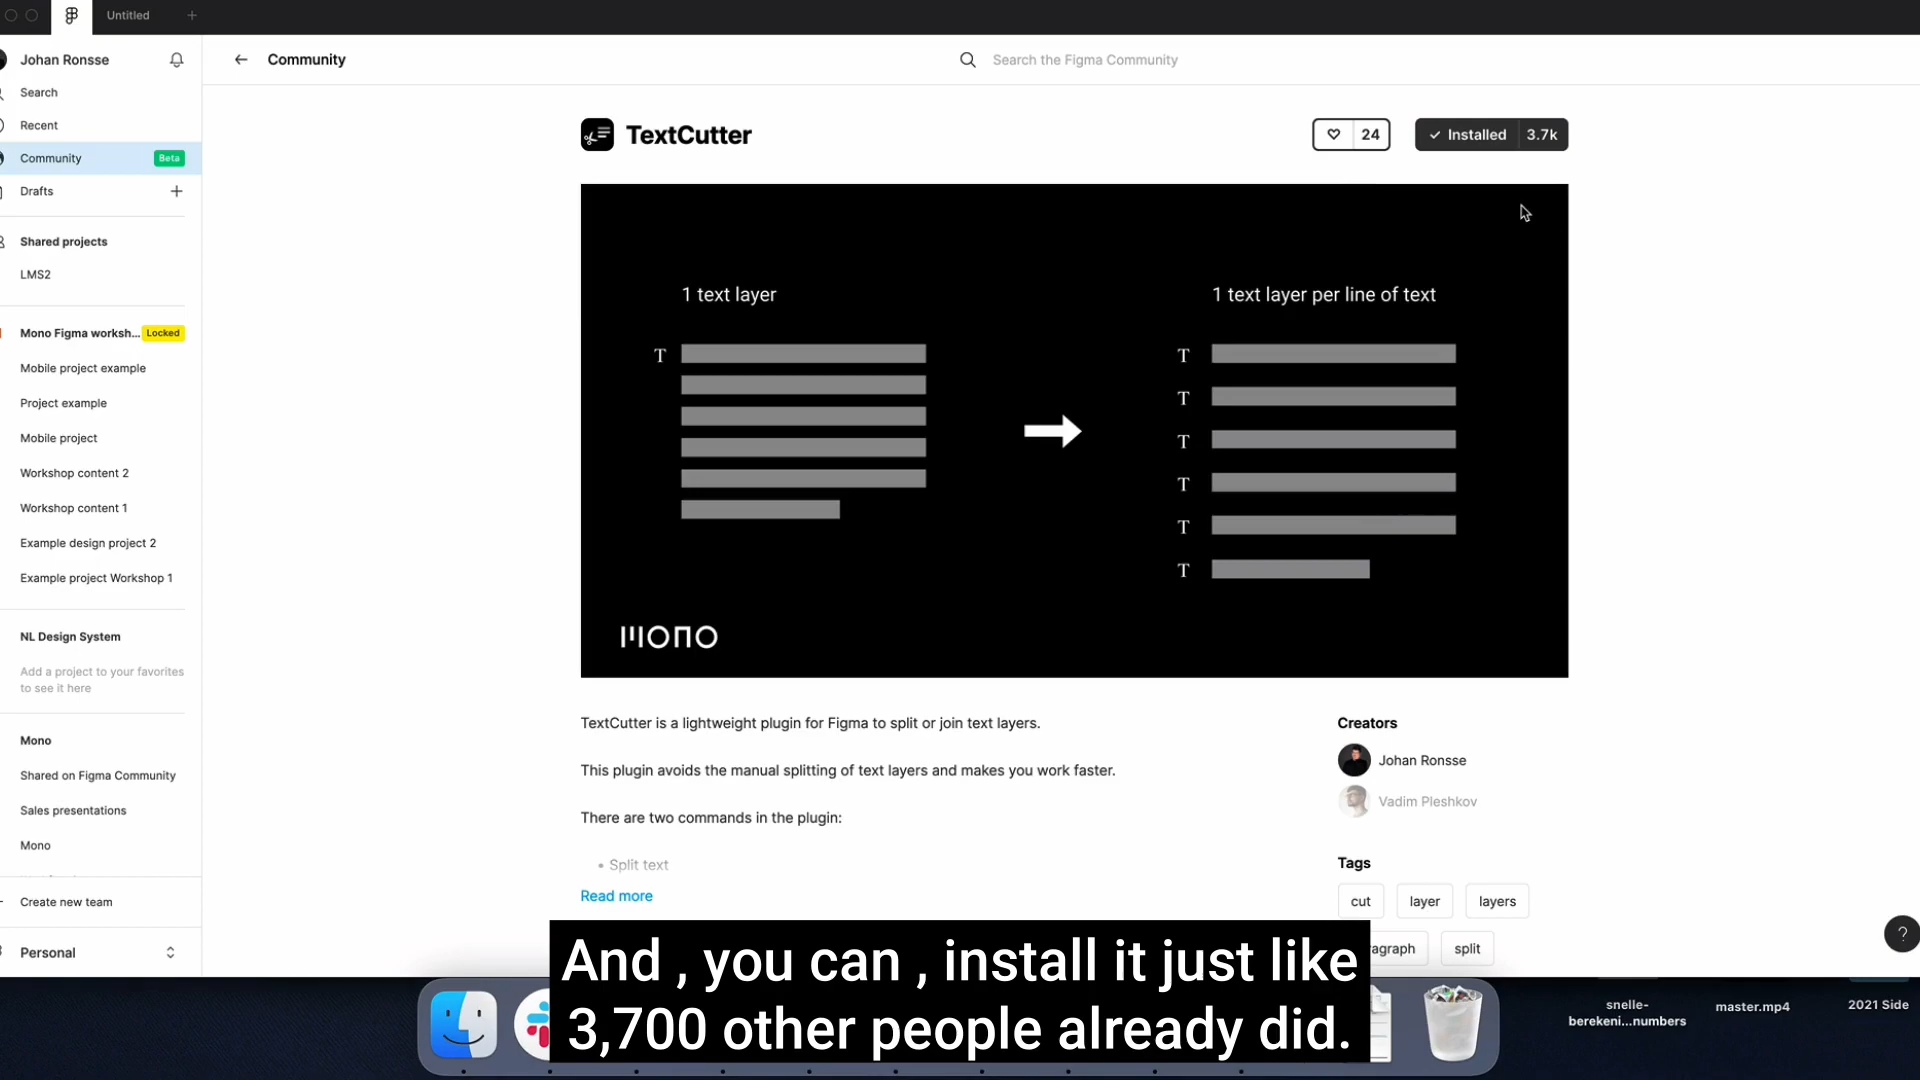 Untitled
Johan Ronsse
Community
Search the Figma Community
Search
Recent
Community Beta
Drafts
Shared projects
LMS2
Mono Figma worksh... Locked
Mobile project example
Project example
Mobile project
Workshop content 2
Workshop content 1
Example design project 2
Example project Workshop 1
NL Design System
Add a project to your favorites
to see it here
Mono
Shared on Figma Community
Sales presentations
Mono
Create new team
Personal
TextCutter
24
Installed 3.7k
1 text layer
1 text layer per line of text
T
T
T
T
T
T
T
mono
TextCutter is a lightweight plugin for Figma to split or join text layers.
This plugin avoids the manual splitting of text layers and makes you work faster.
There are two commands in the plugin:
• Split text
Read more
Creators
Johan Ronsse
Vadim Pleshkov
Tags
cut layer layers
agraph split
?
And , you can , install it just like
3,700 other people already did.
snelle-
berekeni...numbers
master.mp4
2021 Side